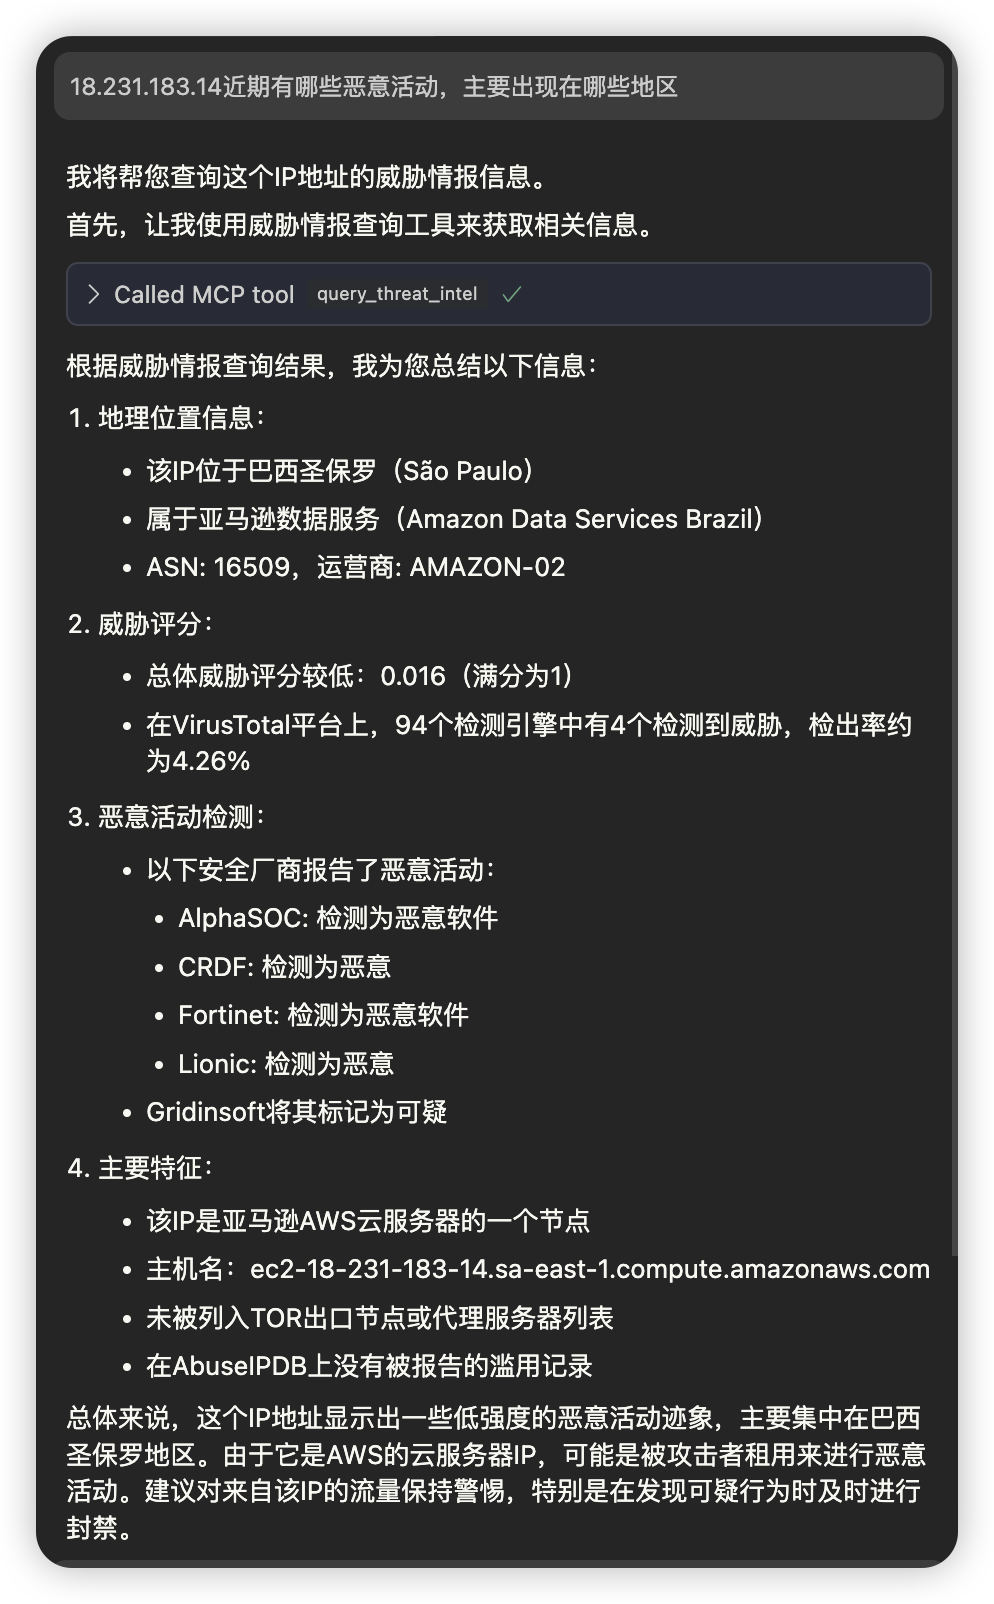 18.231.183.14近期有哪些恶意活动，主要出现在哪些地区
我将帮您查询这个IP地址的威胁情报信息。
首先，让我使用威胁情报查询工具来获取相关信息。
Called MCP tool query_threat_intel
根据威胁情报查询结果，我为您总结以下信息：
1. 地理位置信息：
• 该IP位于巴西圣保罗（São Paulo）
• 属于亚马逊数据服务（Amazon Data Services Brazil）
• ASN: 16509，运营商: AMAZON-02
2. 威胁评分：
• 总体威胁评分较低：0.016（满分为1）
• 在VirusTotal平台上，94个检测引擎中有4个检测到威胁，检出率约
为4.26%
3. 恶意活动检测：
• 以下安全厂商报告了恶意活动：
• AlphaSOC: 检测为恶意软件
• CRDF: 检测为恶意
• Fortinet: 检测为恶意软件
• Lionic: 检测为恶意
• Gridinsoft将其标记为可疑
4. 主要特征：
• 该IP是亚马逊AWS云服务器的一个节点
• 主机名：ec2-18-231-183-14.sa-east-1.compute.amazonaws.com
• 未被列入TOR出口节点或代理服务器列表
• 在AbuseIPDB上没有被报告的滥用记录
总体来说，这个IP地址显示出一些低强度的恶意活动迹象，主要集中在巴西
圣保罗地区。由于它是AWS的云服务器IP，可能是被攻击者租用来进行恶意
活动。建议对来自该IP的流量保持警惕，特别是在发现可疑行为时及时进行
封禁。